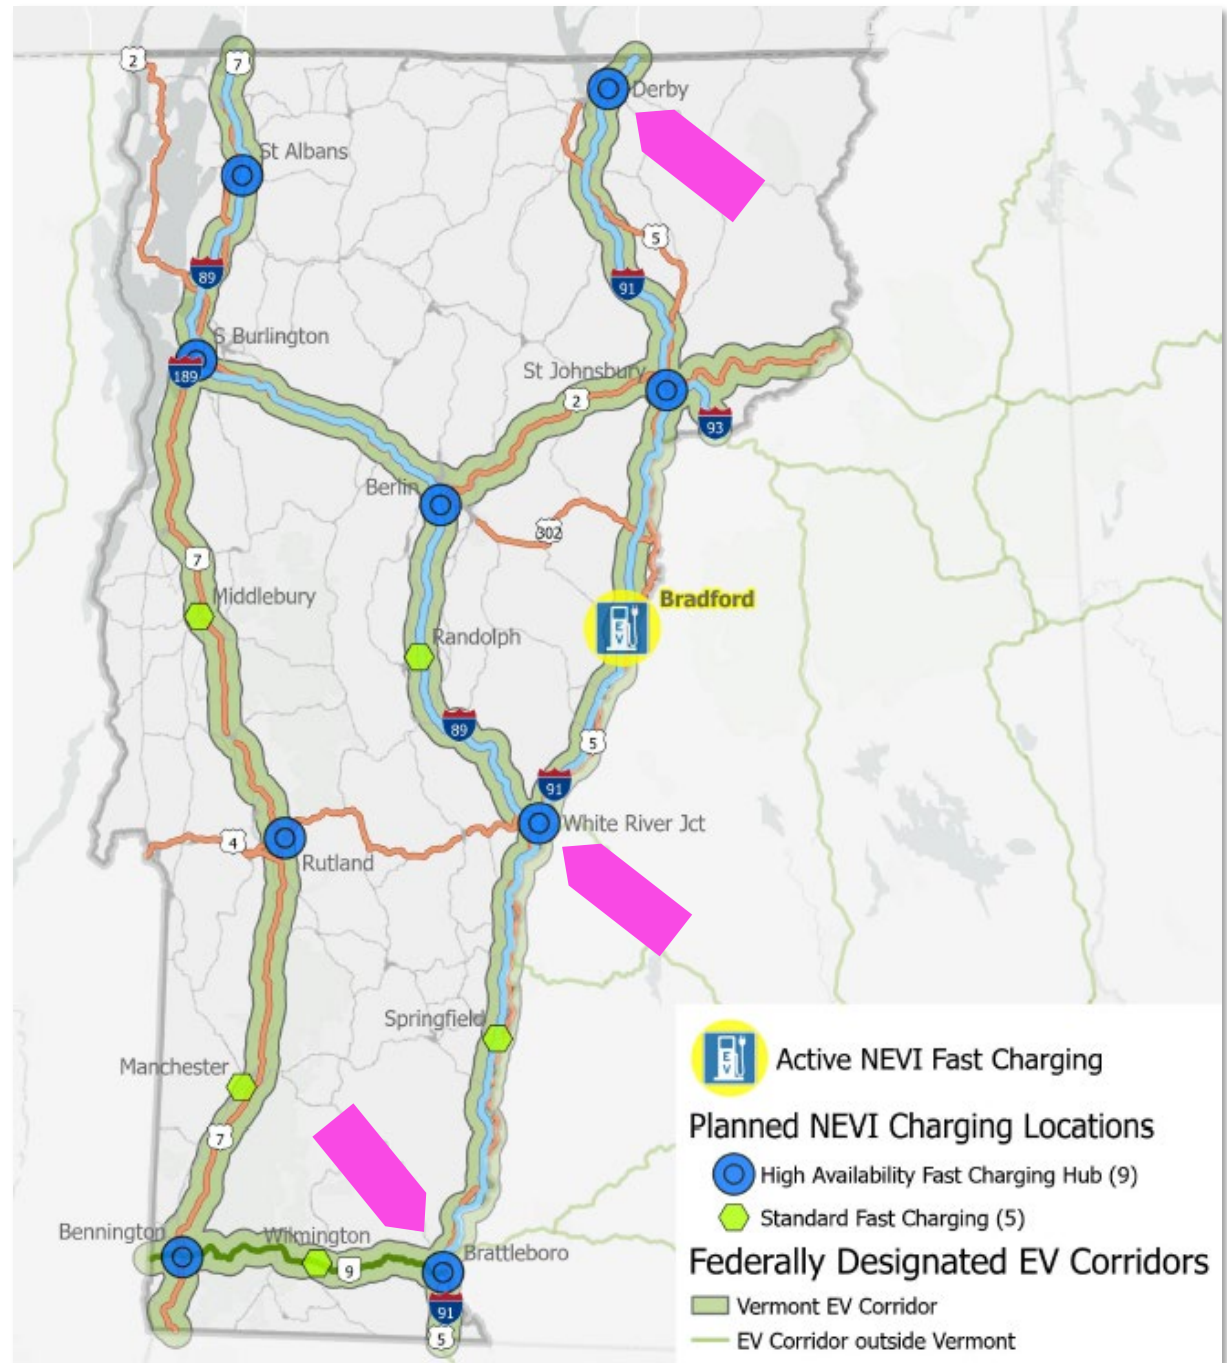 2
7
Derby
St Albans
5
89
91
S Burlington
189
St Johnsbury
2
93
Berlin
302
7
Middlebury
Bradford
EV
Randolph
89
5
91
White River Jct
4
Rutland
Springfield
Manchester
7
Bennington
Wilmington
9
Brattleboro
91
5
EV
Active NEVI Fast Charging
Planned NEVI Charging Locations
High Availability Fast Charging Hub (9)
Standard Fast Charging (5)
Federally Designated EV Corridors
Vermont EV Corridor
EV Corridor outside Vermont